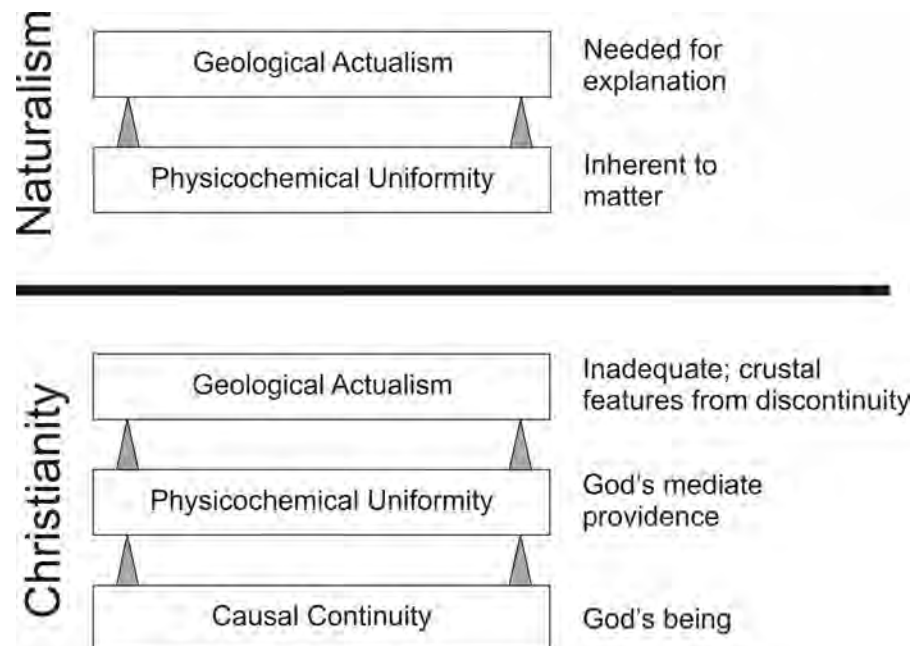 Naturalism
Geological Actualism
Needed for
explanation
Physicochemical Uniformity
Inherent to
matter
Christianity
Geological Actualism
Inadequate; crustal
features from discontinuity
Physicochemical Uniformity
God's mediate
providence
Causal Continuity
God's being